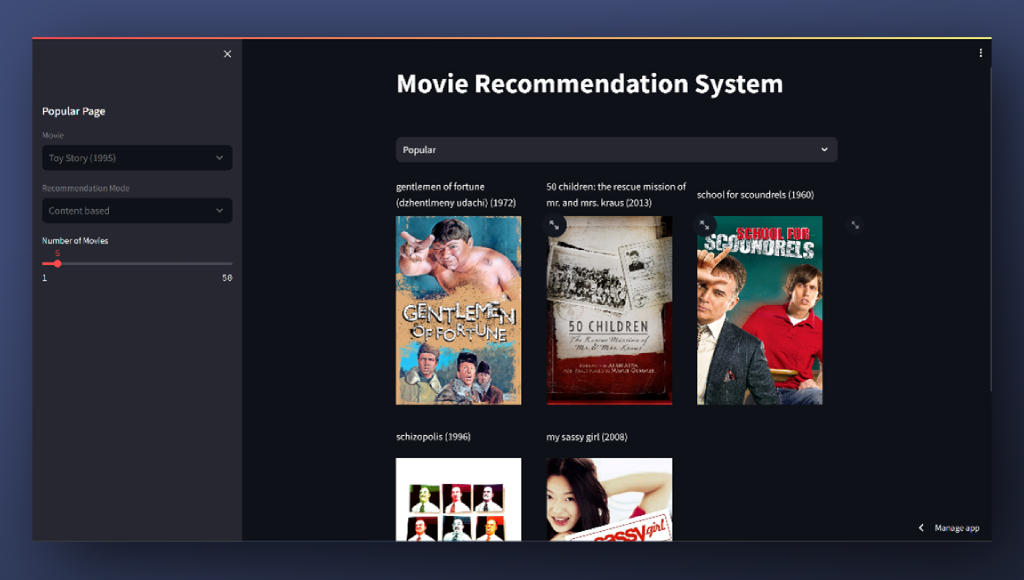 Popular Page
Movie
Toy Story (1995)
Recommendation Mode
Content based
Number of Movies
5
1
50
Movie Recommendation System
Popular
gentlemen of fortune
(dzhentlmeny udachi) (1972)
50 children: the rescue mission of
mr. and mrs. kraus (2013)
school for scoundrels (1960)
GENTLEMEN
OF FORTUNE
50 CHILDREN
The Rescue Mission of
Mr. & Mrs. Kraus
SCHOOL FOR
SCOUNDRELS
schizopolis (1996)
my sassy girl (2008)
sassy girl
Manage app